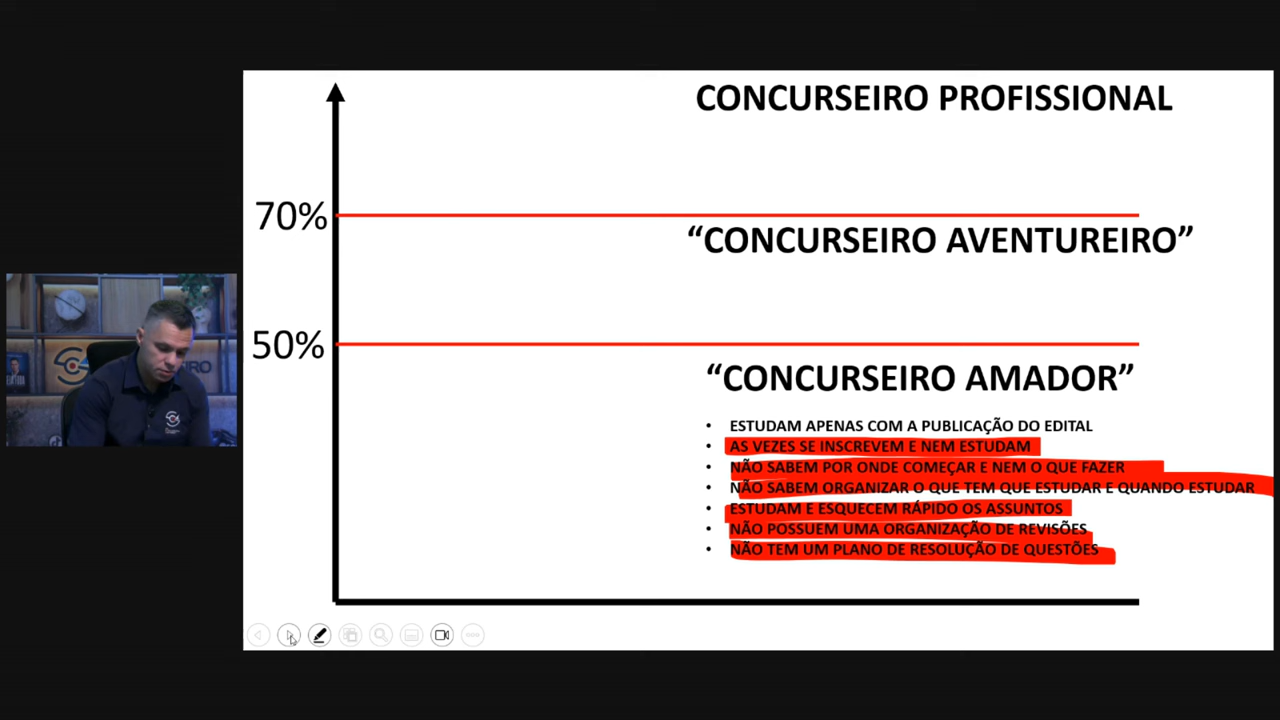 CONCURSEIRO PROFISSIONAL
70%
“CONCURSEIRO AVENTUREIRO”
50%
“CONCURSEIRO AMADOR”
• ESTUDAM APENAS COM A PUBLICAÇÃO DO EDITAL
• AS VEZES SE INSCREVEM E NEM ESTUDAM
• NÃO SABEM POR ONDE COMEÇAR E NEM O QUE FAZER
• NÃO SABEM ORGANIZAR O QUE TEM QUE ESTUDAR E QUANDO ESTUDAR
• ESTUDAM E ESQUECEM RÁPIDO OS ASSUNTOS
• NÃO POSSUEM UMA ORGANIZAÇÃO DE REVISÕES
• NÃO TEM UM PLANO DE RESOLUÇÃO DE QUESTÕES